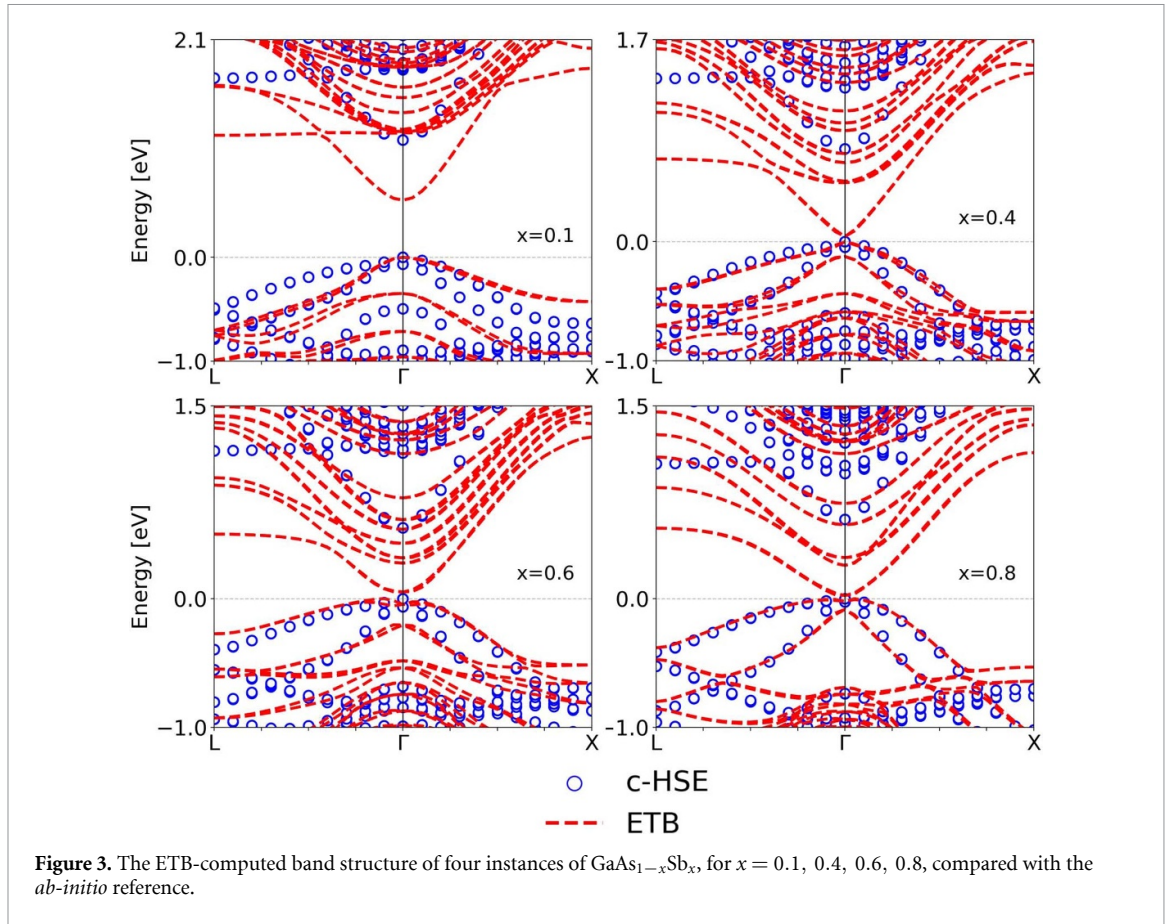 2.1
Energy [eV]
0.0
−1.0
x=0.1
L Γ X
1.7
0.0
−1.0
x=0.4
L Γ X
1.5
Energy [eV]
0.0
−1.0
x=0.6
L Γ X
1.5
0.0
-1.0
x=0.8
L Γ X
c-HSE
ETB
Figure 3. The ETB-computed band structure of four instances of GaAs₁₋ₓSbₓ, for x = 0.1, 0.4, 0.6, 0.8, compared with the
ab-initio reference.